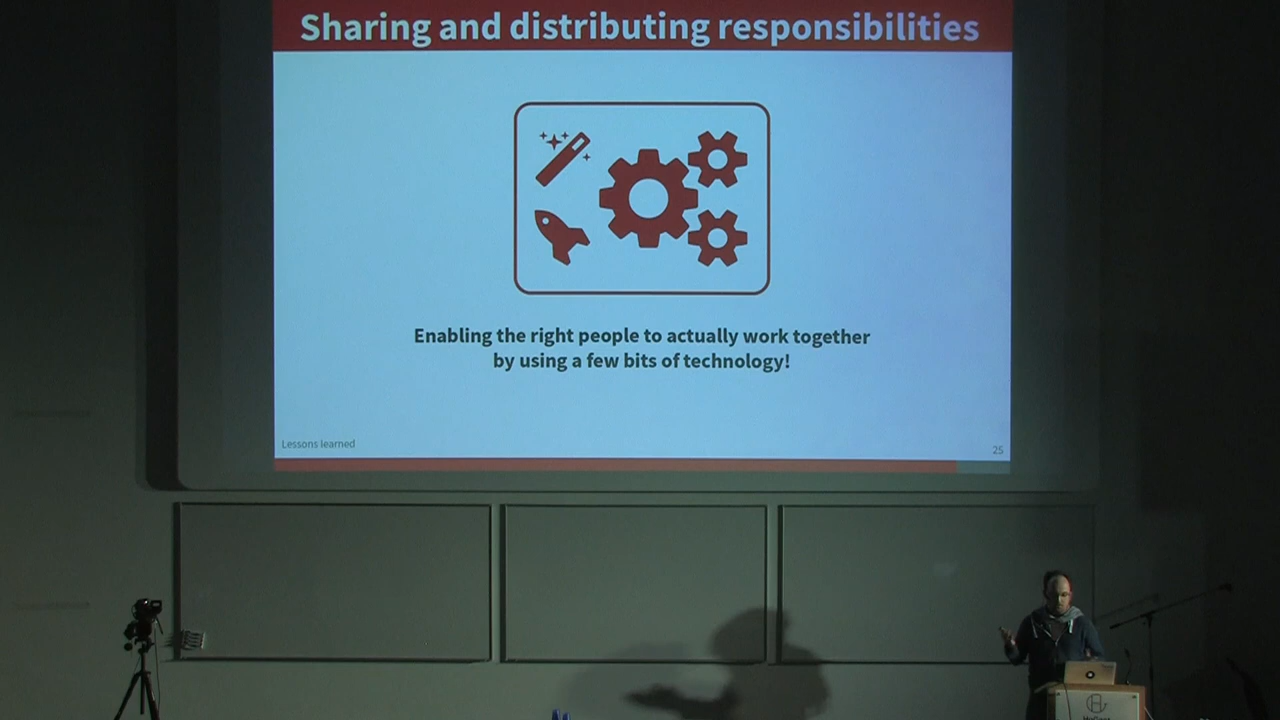 Sharing and distributing responsibilities
Enabling the right people to actually work together
by using a few bits of technology!
Lessons learned
25